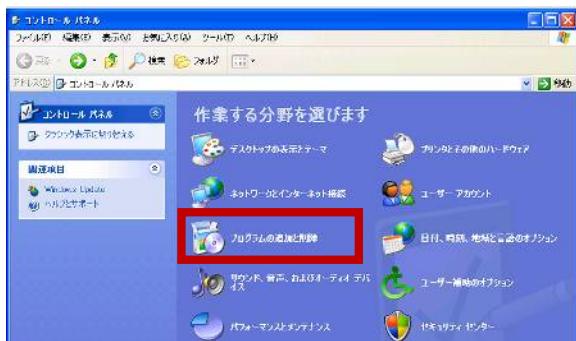 コントロール パネル
ファイル(F) 編集(E) 表示(V) お気に入り(A) ツール(T) ヘルプ(H)
戻る 検索 フォルダ
アドレス(D) コントロール パネル 移動
コントロール パネル
クラシック表示に切り替える
関連項目
Windows Update
ヘルプとサポート
作業する分野を選びます
デスクトップの表示とテーマ
プリンタとその他のハードウェア
ネットワークとインターネット接続
ユーザー アカウント
プログラムの追加と削除
日付、時刻、地域と言語のオプション
サウンド、音声、およびオーディオ デバ
イス
ユーザー補助のオプション
パフォーマンスとメンテナンス
セキュリティ センター